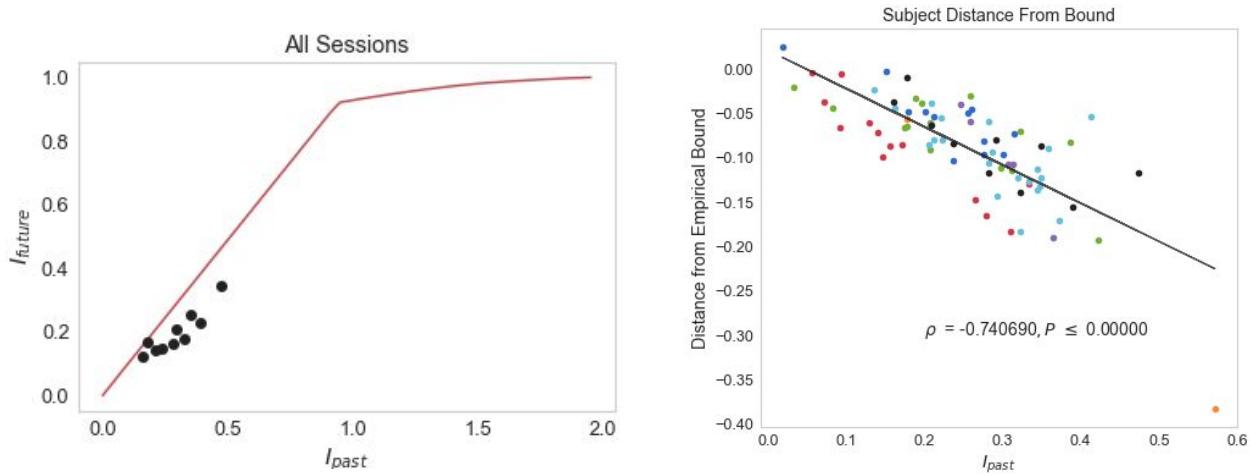 All Sessions
I_future
1.0
0.8
0.6
0.4
0.2
0.0
0.0 0.5 1.0 1.5 2.0
I_past
Subject Distance From Bound
Distance from Empirical Bound
0.00
−0.05
−0.10
−0.15
−0.20
−0.25
−0.30
−0.35
−0.40
ρ = -0.740690, P ≤ 0.00000
0.0 0.1 0.2 0.3 0.4 0.5 0.6
I_past